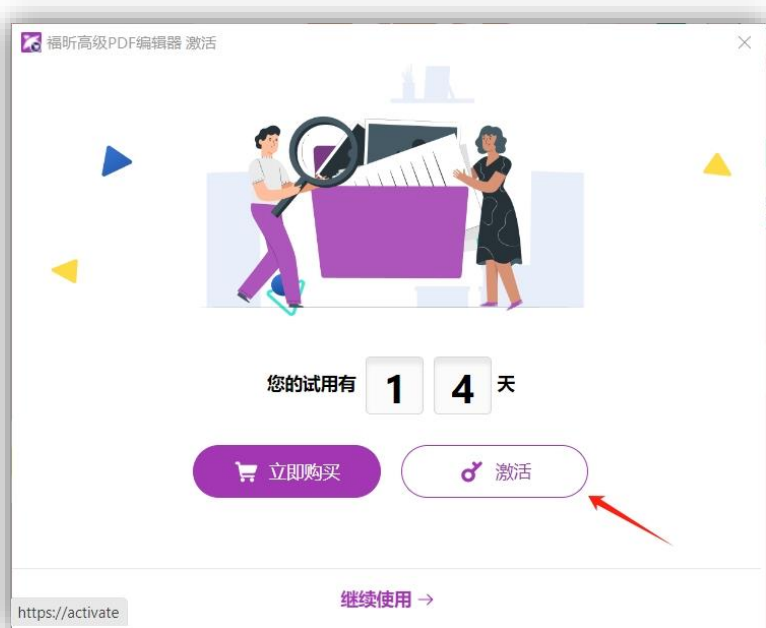 福昕高级PDF编辑器 激活
您的试用有 1 4 天
立即购买 激活
继续使用 →
https://activate